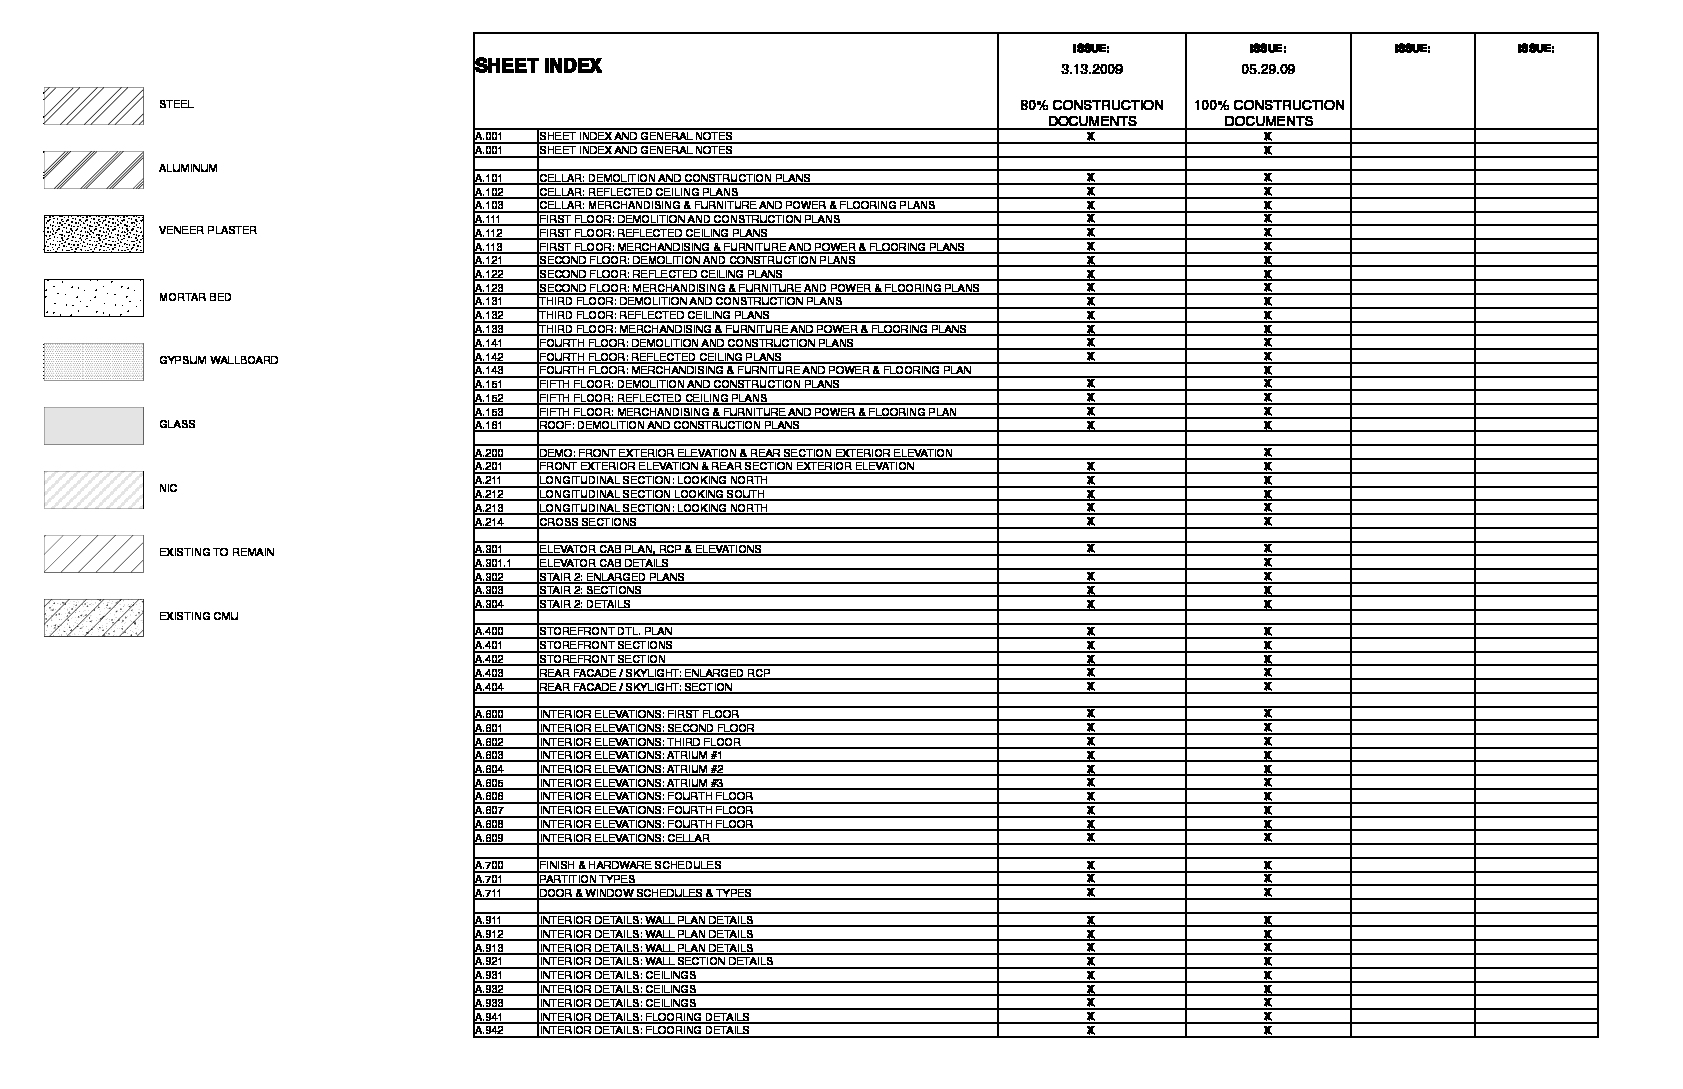 STEEL
ALUMINUM
VENEER PLASTER
MORTAR BED
GYPSUM WALLBOARD
GLASS
NIC
EXISTING TO REMAIN
EXISTING CMU
SHEET INDEX
ISSUE: ISSUE: ISSUE: ISSUE:
3.13.2009 05.29.09
80% CONSTRUCTION 100% CONSTRUCTION
DOCUMENTS DOCUMENTS
A.001 SHEET INDEX AND GENERAL NOTES X X
A.001 SHEET INDEX AND GENERAL NOTES X
A.101 CELLAR: DEMOLITION AND CONSTRUCTION PLANS X X
A.102 CELLAR: REFLECTED CEILING PLANS X X
A.103 CELLAR: MERCHANDISING & FURNITURE AND POWER & FLOORING PLANS X X
A.111 FIRST FLOOR: DEMOLITION AND CONSTRUCTION PLANS X X
A.112 FIRST FLOOR: REFLECTED CEILING PLANS X X
A.113 FIRST FLOOR: MERCHANDISING & FURNITURE AND POWER & FLOORING PLANS X X
A.121 SECOND FLOOR: DEMOLITION AND CONSTRUCTION PLANS X X
A.122 SECOND FLOOR: REFLECTED CEILING PLANS X X
A.123 SECOND FLOOR: MERCHANDISING & FURNITURE AND POWER & FLOORING PLANS X X
A.131 THIRD FLOOR: DEMOLITION AND CONSTRUCTION PLANS X X
A.132 THIRD FLOOR: REFLECTED CEILING PLANS X X
A.133 THIRD FLOOR: MERCHANDISING & FURNITURE AND POWER & FLOORING PLANS X X
A.141 FOURTH FLOOR: DEMOLITION AND CONSTRUCTION PLANS X X
A.142 FOURTH FLOOR: REFLECTED CEILING PLANS X X
A.143 FOURTH FLOOR: MERCHANDISING & FURNITURE AND POWER & FLOORING PLAN X
A.151 FIFTH FLOOR: DEMOLITION AND CONSTRUCTION PLANS X X
A.152 FIFTH FLOOR: REFLECTED CEILING PLANS X X
A.153 FIFTH FLOOR: MERCHANDISING & FURNITURE AND POWER & FLOORING PLAN X X
A.161 ROOF: DEMOLITION AND CONSTRUCTION PLANS X X
A.200 DEMO: FRONT EXTERIOR ELEVATION & REAR SECTION EXTERIOR ELEVATION X
A.201 FRONT EXTERIOR ELEVATION & REAR SECTION EXTERIOR ELEVATION X X
A.211 LONGITUDINAL SECTION: LOOKING NORTH X X
A.212 LONGITUDINAL SECTION LOOKING SOUTH X X
A.213 LONGITUDINAL SECTION: LOOKING NORTH X X
A.214 CROSS SECTIONS X X
A.301 ELEVATOR CAB PLAN, RCP & ELEVATIONS X X
A.301.1 ELEVATOR CAB DETAILS X
A.302 STAIR 2: ENLARGED PLANS X X
A.303 STAIR 2: SECTIONS X X
A.304 STAIR 2: DETAILS X X
A.400 STOREFRONT DTL. PLAN X X
A.401 STOREFRONT SECTIONS X X
A.402 STOREFRONT SECTION X X
A.403 REAR FACADE / SKYLIGHT: ENLARGED RCP X X
A.404 REAR FACADE / SKYLIGHT: SECTION X X
A.600 INTERIOR ELEVATIONS: FIRST FLOOR X X
A.601 INTERIOR ELEVATIONS: SECOND FLOOR X X
A.602 INTERIOR ELEVATIONS: THIRD FLOOR X X
A.603 INTERIOR ELEVATIONS: ATRIUM #1 X X
A.604 INTERIOR ELEVATIONS: ATRIUM #2 X X
A.605 INTERIOR ELEVATIONS: ATRIUM #3 X X
A.606 INTERIOR ELEVATIONS: FOURTH FLOOR X X
A.607 INTERIOR ELEVATIONS: FOURTH FLOOR X X
A.608 INTERIOR ELEVATIONS: FOURTH FLOOR X X
A.609 INTERIOR ELEVATIONS: CELLAR X X
A.700 FINISH & HARDWARE SCHEDULES X X
A.701 PARTITION TYPES X X
A.711 DOOR & WINDOW SCHEDULES & TYPES X X
A.911 INTERIOR DETAILS: WALL PLAN DETAILS X X
A.912 INTERIOR DETAILS: WALL PLAN DETAILS X X
A.913 INTERIOR DETAILS: WALL PLAN DETAILS X X
A.921 INTERIOR DETAILS: WALL SECTION DETAILS X X
A.931 INTERIOR DETAILS: CEILINGS X X
A.932 INTERIOR DETAILS: CEILINGS X X
A.933 INTERIOR DETAILS: CEILINGS X X
A.941 INTERIOR DETAILS: FLOORING DETAILS X X
A.942 INTERIOR DETAILS: FLOORING DETAILS X X